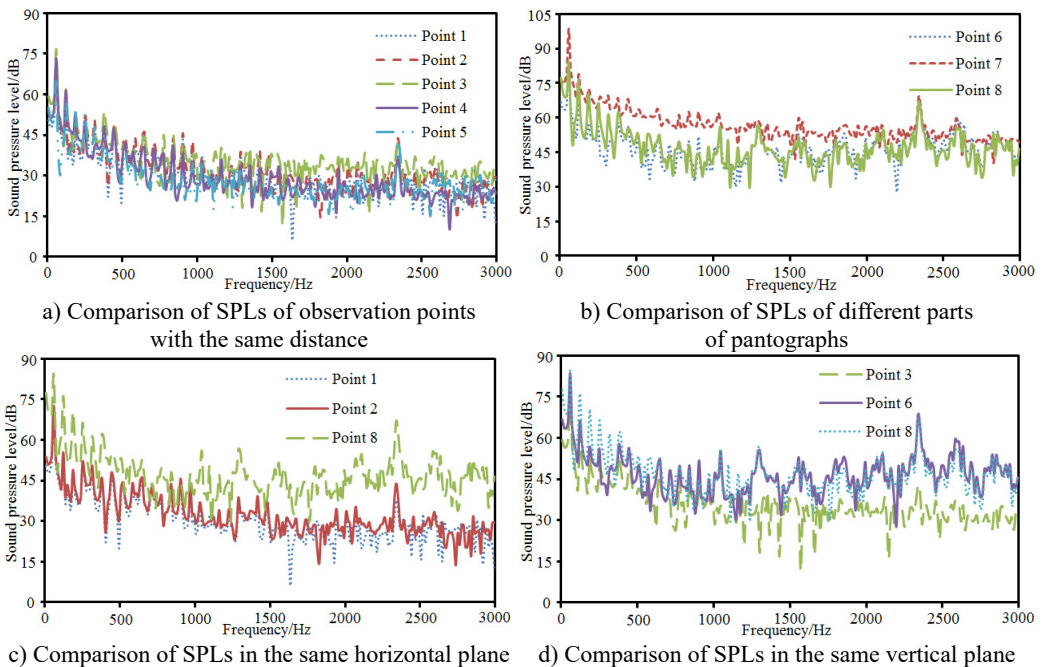 90
75
60
45
30
15
0
Sound pressure level/dB
0
500
1000
1500
2000
2500
3000
Frequency/Hz
Point 1
Point 2
Point 3
Point 4
Point 5
a) Comparison of SPLs of observation points
with the same distance
105
90
75
60
45
30
15
0
Sound pressure level/dB
0
500
1000
1500
2000
2500
3000
Frequency/Hz
Point 6
Point 7
Point 8
b) Comparison of SPLs of different parts
of pantographs
90
75
60
45
30
15
0
Sound pressure level/dB
0
500
1000
1500
2000
2500
3000
Frequency/Hz
Point 1
Point 2
Point 8
c) Comparison of SPLs in the same horizontal plane
90
75
60
45
30
15
0
Sound pressure level/dB
0
500
1000
1500
2000
2500
3000
Frequency/Hz
Point 3
Point 6
Point 8
d) Comparison of SPLs in the same vertical plane